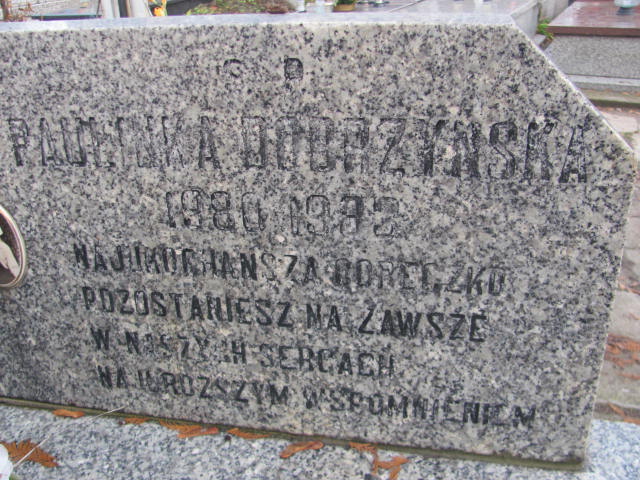 Ś P
PAULINKA DOBRZYŃSKA
1980 1982
NAJUKOCHAŃSZA CÓRECZKO
POZOSTANIESZ NA ZAWSZE
W NASZYCH SERCACH
NAJDROŻSZYM WSPOMNIENIEM